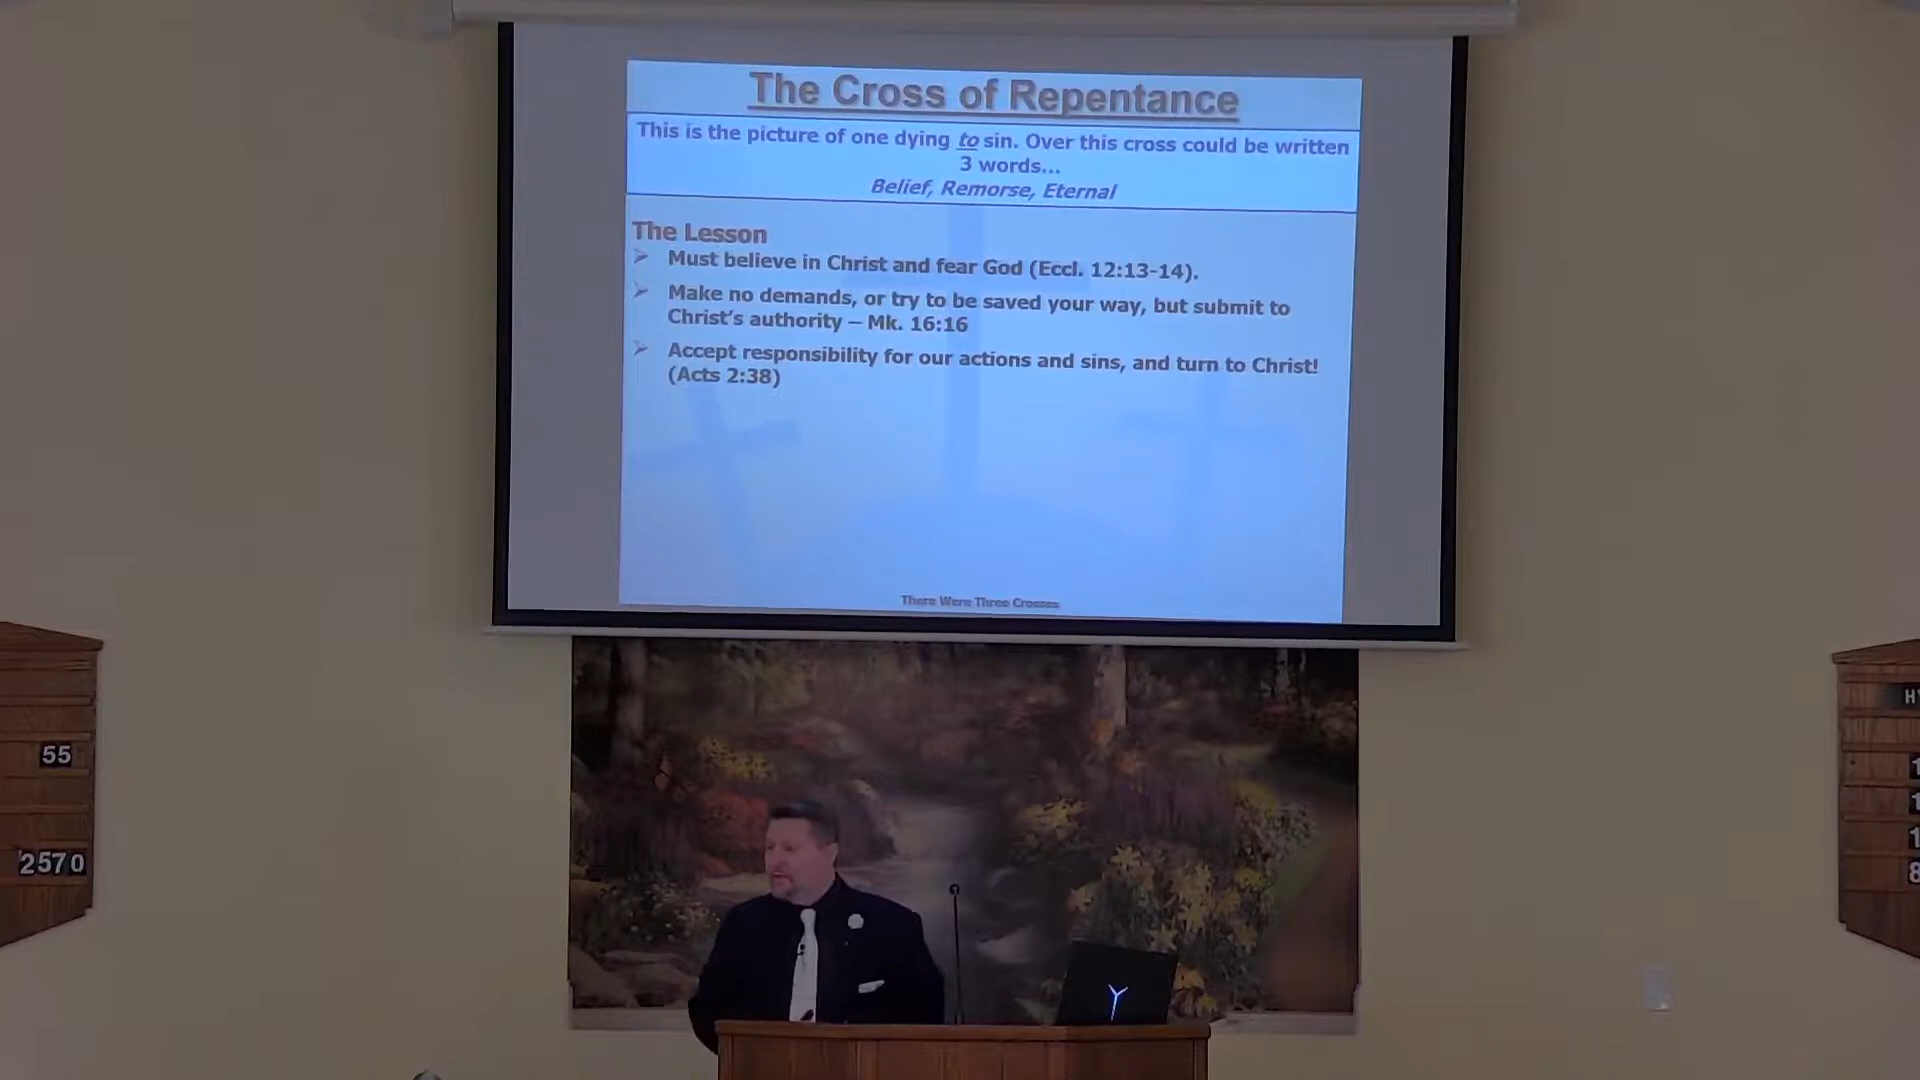 The Cross of Repentance
This is the picture of one dying to sin. Over this cross could be written
3 words...
Belief, Remorse, Eternal
The Lesson
Must believe in Christ and fear God (Eccl. 12:13-14).
Make no demands, or try to be saved your way, but submit to
Christ's authority – Mk. 16:16
Accept responsibility for our actions and sins, and turn to Christ!
(Acts 2:38)
There Were Three Crosses
55
2570